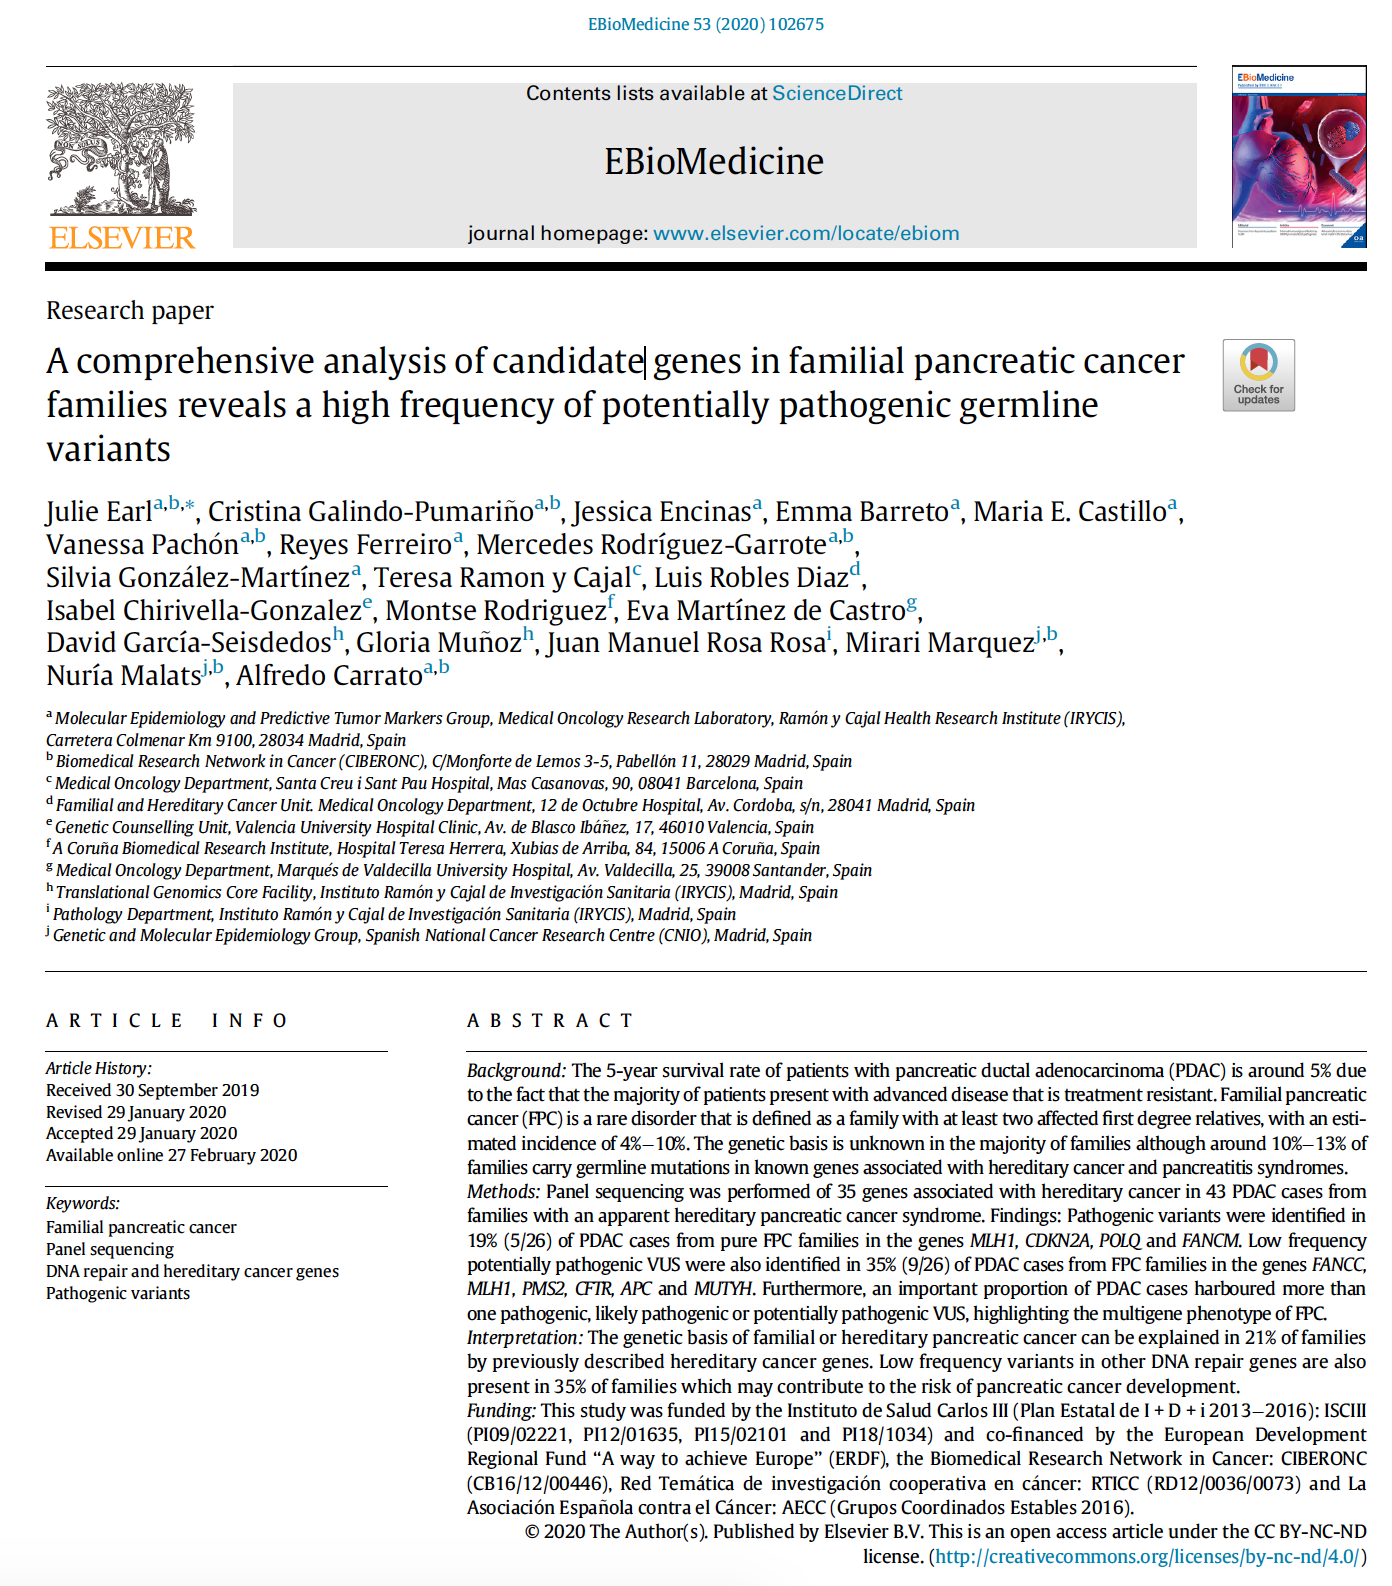 EBioMedicine 53 (2020) 102675
Contents lists available at ScienceDirect
EBioMedicine
journal homepage: www.elsevier.com/locate/ebiom
NON SOLUS
ELSEVIER
EBioMedicine
Research paper
A comprehensive analysis of candidate genes in familial pancreatic cancer
families reveals a high frequency of potentially pathogenic germline
variants
Check for
updates
Julie Earl a,b,*, Cristina Galindo-Pumariño a,b, Jessica Encinas a, Emma Barreto a, Maria E. Castillo a,
Vanessa Pachón a,b, Reyes Ferreiro a, Mercedes Rodríguez-Garrote a,b,
Silvia González-Martínez a, Teresa Ramon y Cajal c, Luis Robles Diaz d,
Isabel Chirivella-Gonzalez e, Montse Rodriguez f, Eva Martínez de Castro g,
David García-Seisdedos h, Gloria Muñoz h, Juan Manuel Rosa Rosa i, Mirari Marquez j,b,
Nuría Malats j,b, Alfredo Carrato a,b
a Molecular Epidemiology and Predictive Tumor Markers Group, Medical Oncology Research Laboratory, Ramón y Cajal Health Research Institute (IRYCIS),
Carretera Colmenar Km 9100, 28034 Madrid, Spain
b Biomedical Research Network in Cancer (CIBERONC), C/Monforte de Lemos 3-5, Pabellón 11, 28029 Madrid, Spain
c Medical Oncology Department, Santa Creu i Sant Pau Hospital, Mas Casanovas, 90, 08041 Barcelona, Spain
d Familial and Hereditary Cancer Unit. Medical Oncology Department, 12 de Octubre Hospital, Av. Cordoba, s/n, 28041 Madrid, Spain
e Genetic Counselling Unit, Valencia University Hospital Clinic, Av. de Blasco Ibáñez, 17, 46010 Valencia, Spain
f A Coruña Biomedical Research Institute, Hospital Teresa Herrera, Xubias de Arriba, 84, 15006 A Coruña, Spain
g Medical Oncology Department, Marqués de Valdecilla University Hospital, Av. Valdecilla, 25, 39008 Santander, Spain
h Translational Genomics Core Facility, Instituto Ramón y Cajal de Investigación Sanitaria (IRYCIS), Madrid, Spain
i Pathology Department, Instituto Ramón y Cajal de Investigación Sanitaria (IRYCIS), Madrid, Spain
j Genetic and Molecular Epidemiology Group, Spanish National Cancer Research Centre (CNIO), Madrid, Spain
ARTICLE INFO
Article History:
Received 30 September 2019
Revised 29 January 2020
Accepted 29 January 2020
Available online 27 February 2020
Keywords:
Familial pancreatic cancer
Panel sequencing
DNA repair and hereditary cancer genes
Pathogenic variants
ABSTRACT
Background: The 5-year survival rate of patients with pancreatic ductal adenocarcinoma (PDAC) is around 5% due
to the fact that the majority of patients present with advanced disease that is treatment resistant. Familial pancreatic
cancer (FPC) is a rare disorder that is defined as a family with at least two affected first degree relatives, with an esti-
mated incidence of 4%–10%. The genetic basis is unknown in the majority of families although around 10%–13% of
families carry germline mutations in known genes associated with hereditary cancer and pancreatitis syndromes.
Methods: Panel sequencing was performed of 35 genes associated with hereditary cancer in 43 PDAC cases from
families with an apparent hereditary pancreatic cancer syndrome. Findings: Pathogenic variants were identified in
19% (5/26) of PDAC cases from pure FPC families in the genes MLH1, CDKN2A, POLQ and FANCM. Low frequency
potentially pathogenic VUS were also identified in 35% (9/26) of PDAC cases from FPC families in the genes FANCC,
MLH1, PMS2, CFTR, APC and MUTYH. Furthermore, an important proportion of PDAC cases harboured more than
one pathogenic, likely pathogenic or potentially pathogenic VUS, highlighting the multigene phenotype of FPC.
Interpretation: The genetic basis of familial or hereditary pancreatic cancer can be explained in 21% of families
by previously described hereditary cancer genes. Low frequency variants in other DNA repair genes are also
present in 35% of families which may contribute to the risk of pancreatic cancer development.
Funding: This study was funded by the Instituto de Salud Carlos III (Plan Estatal de I + D + i 2013–2016): ISCIII
(PI09/02221, PI12/01635, PI15/02101 and PI18/1034) and co-financed by the European Development
Regional Fund “A way to achieve Europe” (ERDF), the Biomedical Research Network in Cancer: CIBERONC
(CB16/12/00446), Red Temática de investigación cooperativa en cáncer: RTICC (RD12/0036/0073) and La
Asociación Española contra el Cáncer: AECC (Grupos Coordinados Estables 2016).
© 2020 The Author(s). Published by Elsevier B.V. This is an open access article under the CC BY-NC-ND
license. (http://creativecommons.org/licenses/by-nc-nd/4.0/)